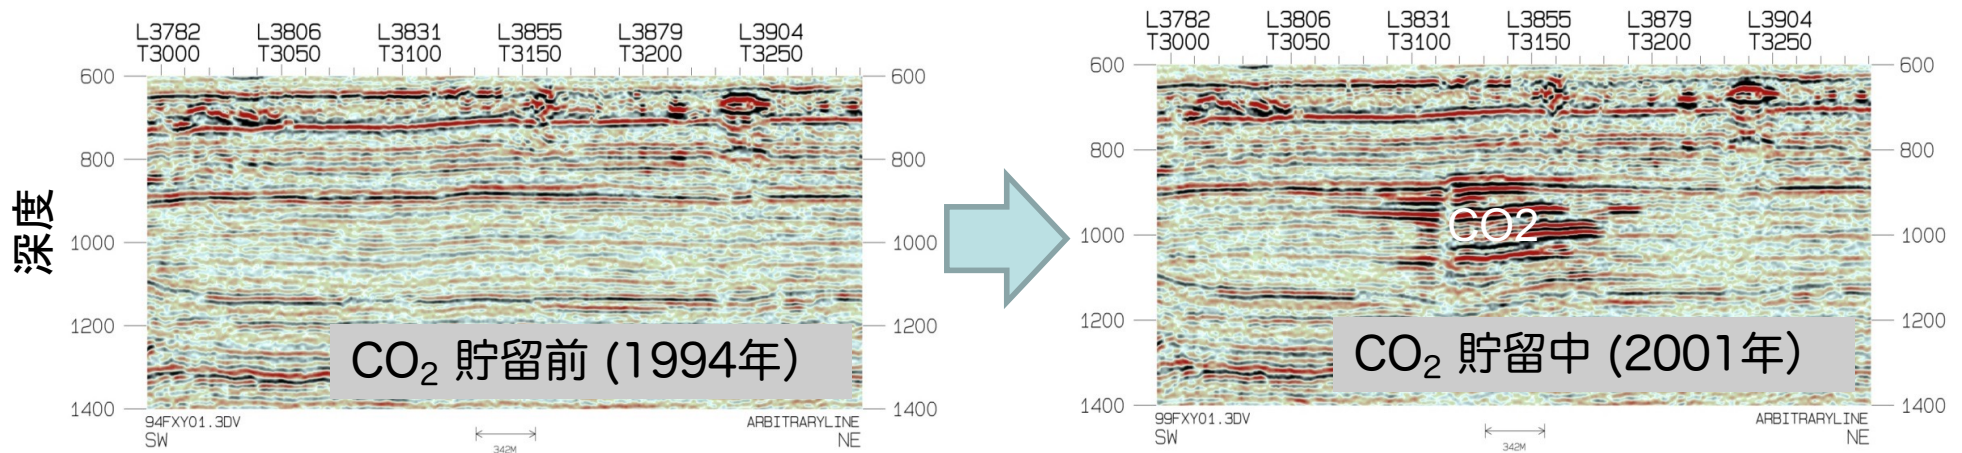 L3782 L3806 L3831 L3855 L3879 L3904
T3000 T3050 T3100 T3150 T3200 T3250
600 600
800 800
1000 1000
1200 1200
1400 1400
深度
CO₂ 貯留前 (1994年)
94FXY01.3DV ARBITRARYLINE
SW NE
342M
L3782 L3806 L3831 L3855 L3879 L3904
T3000 T3050 T3100 T3150 T3200 T3250
600 600
800 800
CO2
1000 1000
1200 1200
CO₂ 貯留中 (2001年)
1400 1400
99FXY01.3DV ARBITRARYLINE
SW NE
342M